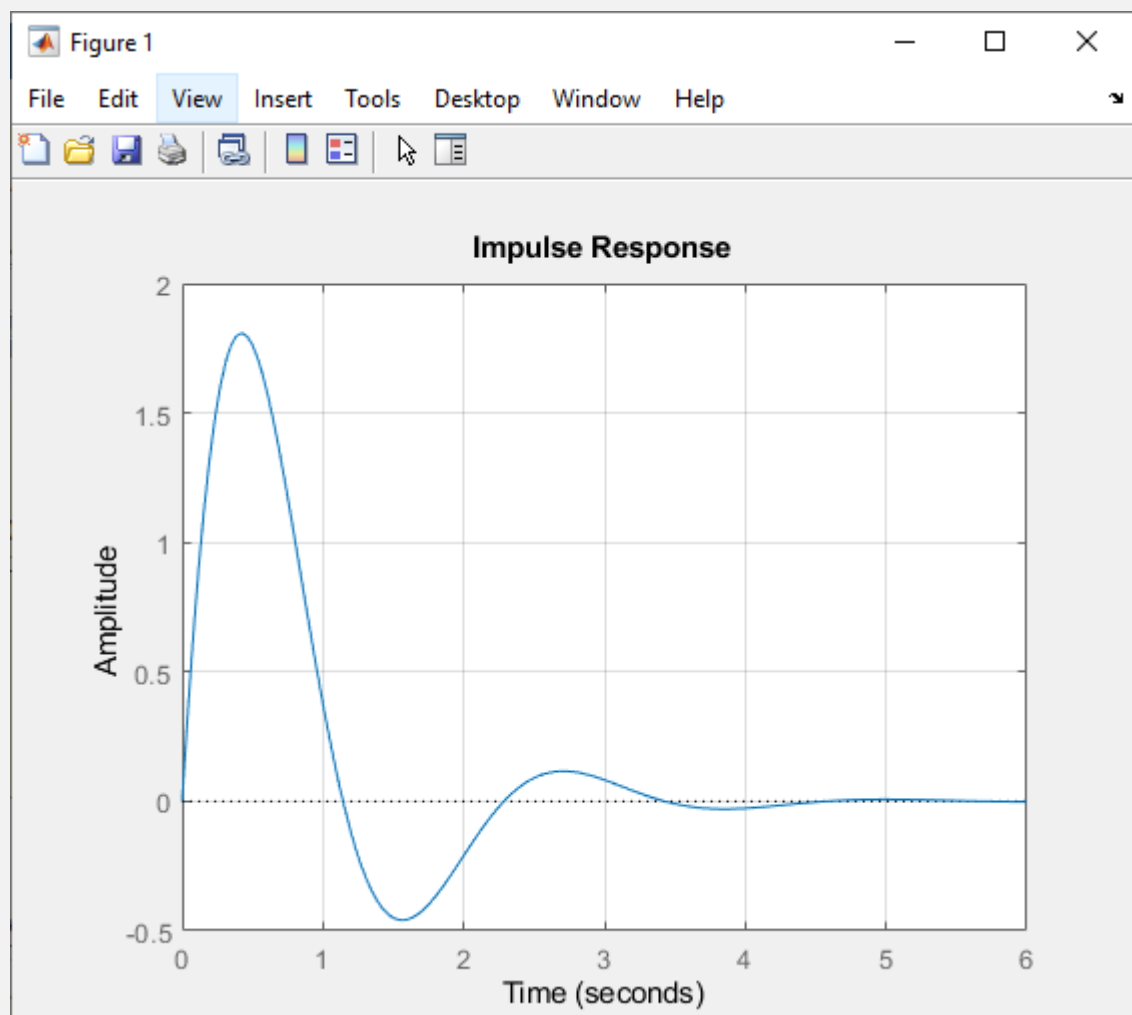 Figure 1
File Edit View Insert Tools Desktop Window Help
Impulse Response
2
1.5
1
0.5
0
-0.5
Amplitude
0 1 2 3 4 5 6
Time (seconds)